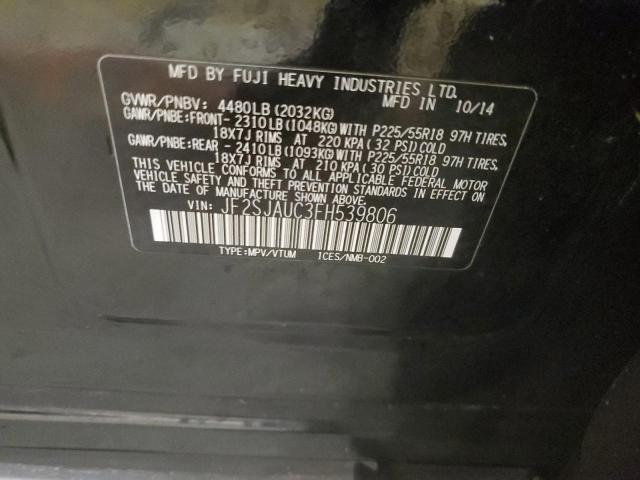 MFD BY FUJI HEAVY INDUSTRIES LTD.
MFD IN 10/14
GVWR/PNBV: 4480LB (2032KG)
GAWR/PNBE: FRONT- 2310LB (1048KG) WITH P225/55R18 97H TIRES,
18X7J RIMS AT 220 KPA (32 PSI) COLD
GAWR/PNBE: REAR - 2410LB (1093KG) WITH P225/55R18 97H TIRES,
18X7J RIMS AT 210 KPA (30 PSI) COLD
THIS VEHICLE CONFORMS TO ALL APPLICABLE FEDERAL MOTOR
VEHICLE SAFETY AND THEFT PREVENTION STANDARDS IN EFFECT
ON THE DATE OF MANUFACTURE SHOWN ABOVE.
VIN: JF2SJAUC3FH539806
TYPE: MPV/VTUM ICES/NMB-002